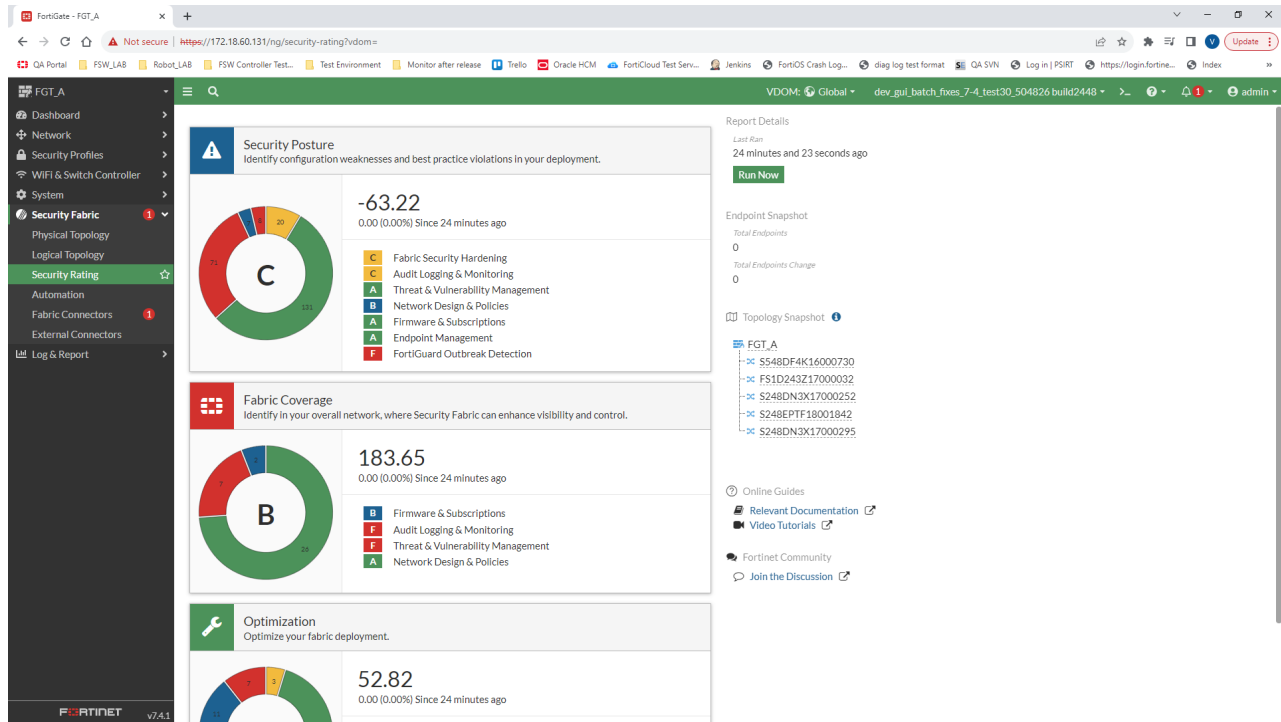 FortiGate - FGT_A
Not secure | https://172.18.60.131/ng/security-rating?vdom=
Update
QA Portal FSW_LAB Robot_LAB FSW Controller Test... Test Environment Monitor after release Trello Oracle HCM FortiCloud Test Serv... Jenkins FortiOS Crash Log... diag log test format QA SVN Log in | PSIRT https://login.fortine... Index
FGT_A
VDOM: Global dev_gui_batch_fixes_7-4_test30_504826 build2448 >_ 1 admin
Dashboard
Network
Security Profiles
WiFi & Switch Controller
System
Security Fabric 1
Physical Topology
Logical Topology
Security Rating
Automation
Fabric Connectors 1
External Connectors
Log & Report
FORTINET v7.4.1
Security Posture
Identify configuration weaknesses and best practice violations in your deployment.
20
71
131
C
-63.22
0.00 (0.00%) Since 24 minutes ago
C Fabric Security Hardening
C Audit Logging & Monitoring
A Threat & Vulnerability Management
B Network Design & Policies
A Firmware & Subscriptions
A Endpoint Management
F FortiGuard Outbreak Detection
Fabric Coverage
Identify in your overall network, where Security Fabric can enhance visibility and control.
2
7
B
183.65
0.00 (0.00%) Since 24 minutes ago
B Firmware & Subscriptions
F Audit Logging & Monitoring
F Threat & Vulnerability Management
A Network Design & Policies
Optimization
Optimize your fabric deployment.
7
3
52.82
0.00 (0.00%) Since 24 minutes ago
Report Details
Last Ran
24 minutes and 23 seconds ago
Run Now
Endpoint Snapshot
Total Endpoints
0
Total Endpoints Change
0
Topology Snapshot
FGT_A
S548DF4K16000730
FS1D243Z17000032
S248DN3X17000252
S248EPTF18001842
S248DN3X17000295
Online Guides
Relevant Documentation
Video Tutorials
Fortinet Community
Join the Discussion